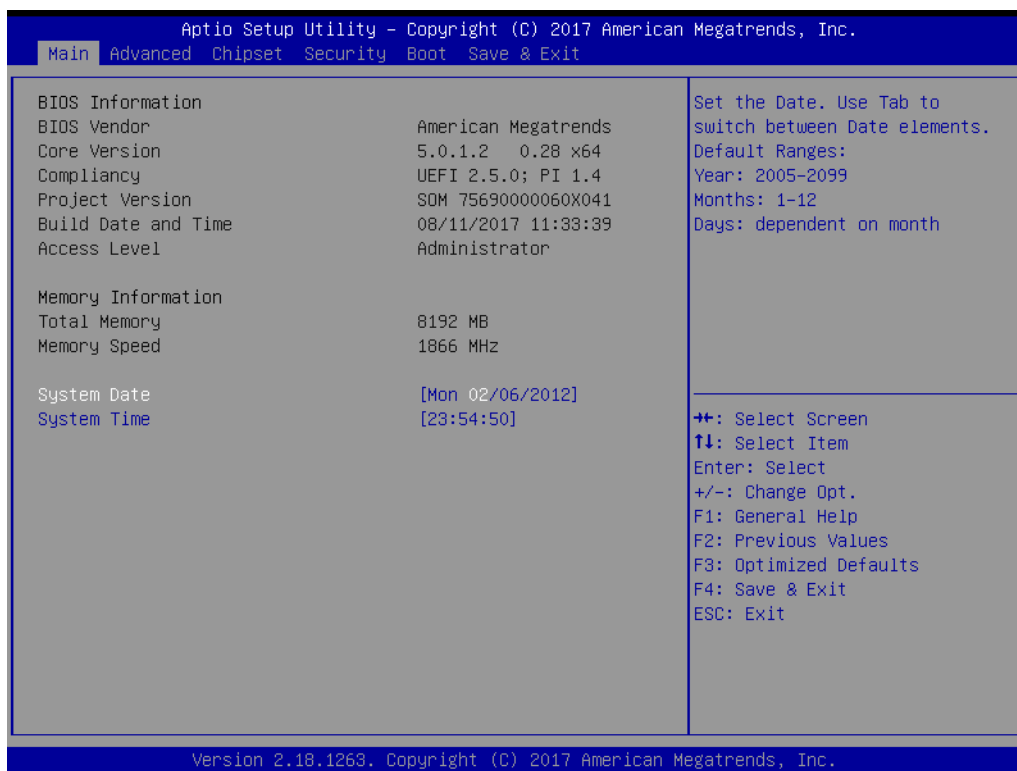 Aptio Setup Utility – Copyright (C) 2017 American Megatrends, Inc.
Main Advanced Chipset Security Boot Save & Exit
BIOS Information
BIOS Vendor American Megatrends
Core Version 5.0.1.2 0.28 x64
Compliancy UEFI 2.5.0; PI 1.4
Project Version SOM 75690000060X041
Build Date and Time 08/11/2017 11:33:39
Access Level Administrator
Memory Information
Total Memory 8192 MB
Memory Speed 1866 MHz
System Date [Mon 02/06/2012]
System Time [23:54:50]
Set the Date. Use Tab to
switch between Date elements.
Default Ranges:
Year: 2005-2099
Months: 1-12
Days: dependent on month
→←: Select Screen
↑↓: Select Item
Enter: Select
+/-: Change Opt.
F1: General Help
F2: Previous Values
F3: Optimized Defaults
F4: Save & Exit
ESC: Exit
Version 2.18.1263. Copyright (C) 2017 American Megatrends, Inc.